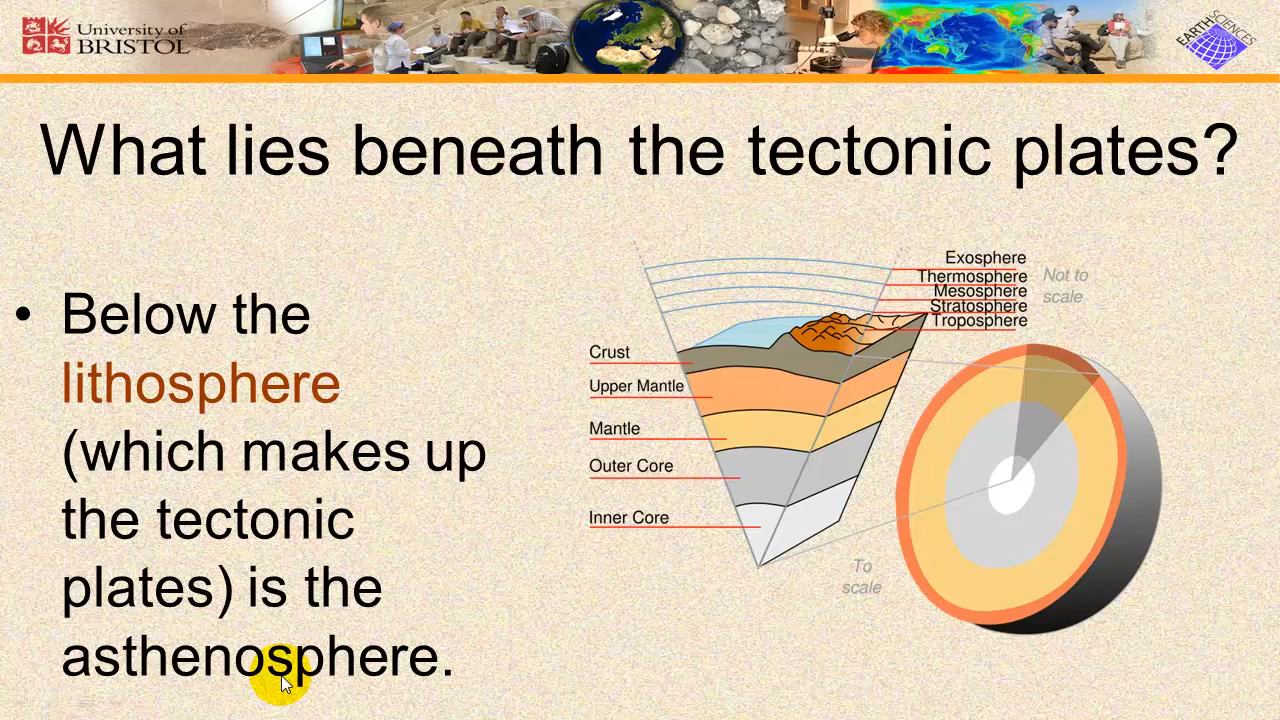 University of
BRISTOL
EARTH SCIENCES
What lies beneath the tectonic plates?
• Below the
lithosphere
(which makes up
the tectonic
plates) is the
asthenosphere.
Exosphere
Thermosphere
Mesosphere
Stratosphere
Troposphere
Not to
scale
Crust
Upper Mantle
Mantle
Outer Core
Inner Core
To
scale